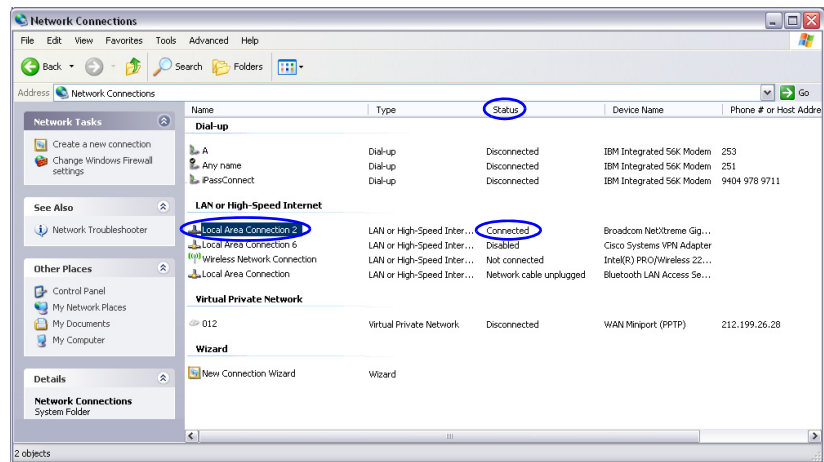 Network Connections
File Edit View Favorites Tools Advanced Help
Back Search Folders
Address Network Connections Go
Network Tasks
Create a new connection
Change Windows Firewall
settings
See Also
Network Troubleshooter
Other Places
Control Panel
My Network Places
My Documents
My Computer
Details
Network Connections
System Folder
Name Type Status Device Name Phone # or Host Addre
Dial-up
A Dial-up Disconnected IBM Integrated 56K Modem 253
Any name Dial-up Disconnected IBM Integrated 56K Modem 251
iPassConnect Dial-up Disconnected IBM Integrated 56K Modem 9404 978 9711
LAN or High-Speed Internet
Local Area Connection 2 LAN or High-Speed Inter... Connected Broadcom NetXtreme Gig...
Local Area Connection 6 LAN or High-Speed Inter... Disabled Cisco Systems VPN Adapter
Wireless Network Connection LAN or High-Speed Inter... Not connected Intel(R) PRO/Wireless 22...
Local Area Connection LAN or High-Speed Inter... Network cable unplugged Bluetooth LAN Access Se...
Virtual Private Network
012 Virtual Private Network Disconnected WAN Miniport (PPTP) 212.199.26.28
Wizard
New Connection Wizard Wizard
2 objects